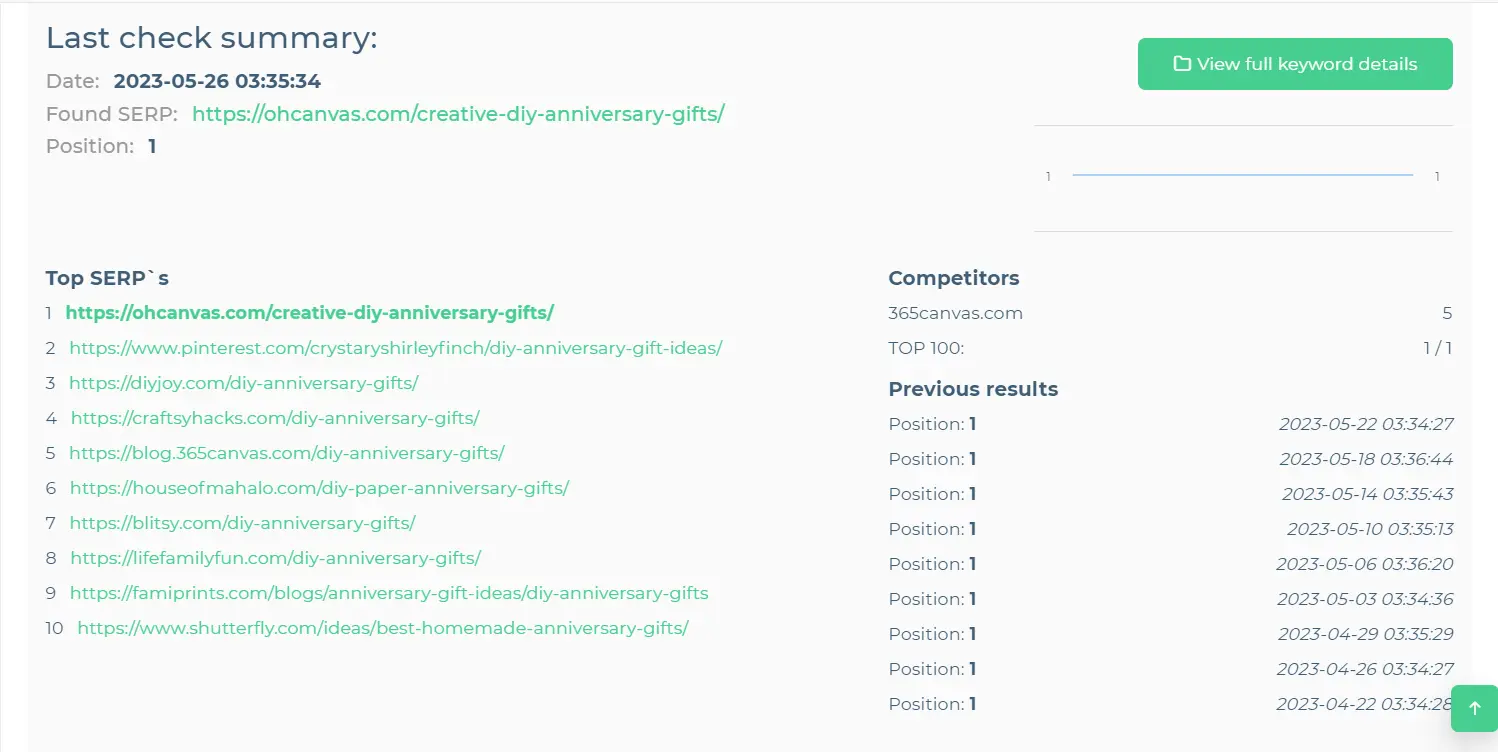 Last check summary:
Date: 2023-05-26 03:35:34
Found SERP: https://ohcanvas.com/creative-diy-anniversary-gifts/
Position: 1
View full keyword details
1 1
Top SERP`s
1 https://ohcanvas.com/creative-diy-anniversary-gifts/
2 https://www.pinterest.com/crystaryshirleyfinch/diy-anniversary-gift-ideas/
3 https://diyjoy.com/diy-anniversary-gifts/
4 https://craftsyhacks.com/diy-anniversary-gifts/
5 https://blog.365canvas.com/diy-anniversary-gifts/
6 https://houseofmahalo.com/diy-paper-anniversary-gifts/
7 https://blitsy.com/diy-anniversary-gifts/
8 https://lifefamilyfun.com/diy-anniversary-gifts/
9 https://famiprints.com/blogs/anniversary-gift-ideas/diy-anniversary-gifts
10 https://www.shutterfly.com/ideas/best-homemade-anniversary-gifts/
Competitors
365canvas.com 5
TOP 100: 1 / 1
Previous results
Position: 1 2023-05-22 03:34:27
Position: 1 2023-05-18 03:36:44
Position: 1 2023-05-14 03:35:43
Position: 1 2023-05-10 03:35:13
Position: 1 2023-05-06 03:36:20
Position: 1 2023-05-03 03:34:36
Position: 1 2023-04-29 03:35:29
Position: 1 2023-04-26 03:34:27
Position: 1 2023-04-22 03:34:28